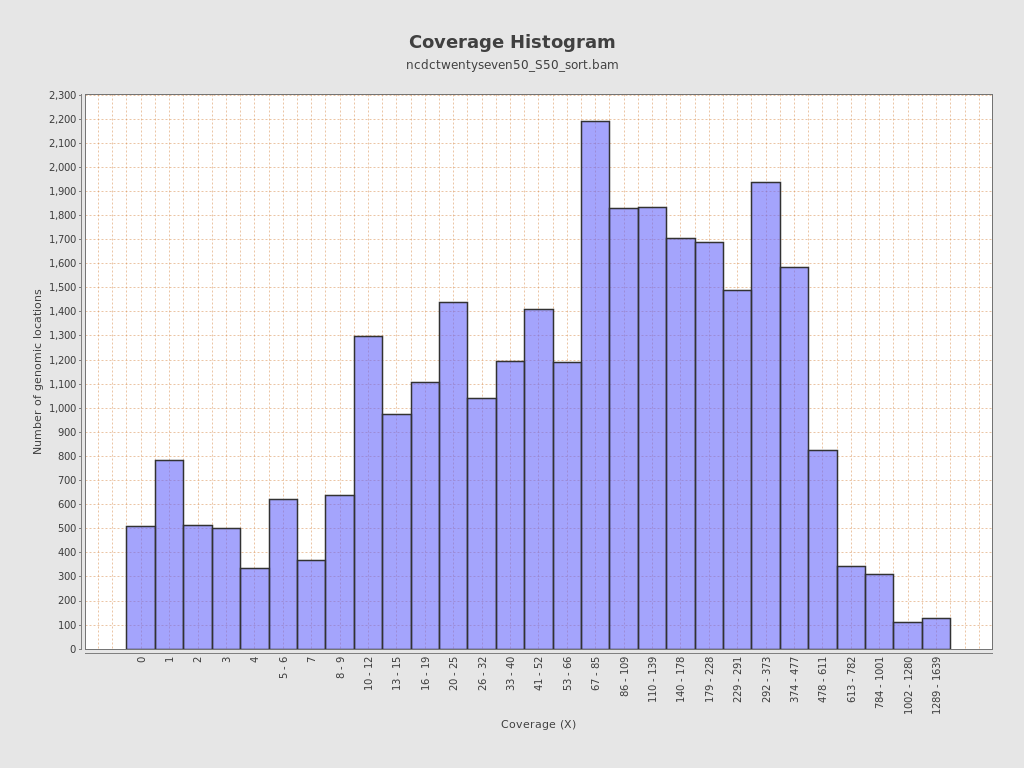 Coverage Histogram
ncdctwentyseven50_S50_sort.bam
Number of genomic locations
2,300
2,200
2,100
2,000
1,900
1,800
1,700
1,600
1,500
1,400
1,300
1,200
1,100
1,000
900
800
700
600
500
400
300
200
100
0
0
1
2
3
4
5 - 6
7
8 - 9
10 - 12
13 - 15
16 - 19
20 - 25
26 - 32
33 - 40
41 - 52
53 - 66
67 - 85
86 - 109
110 - 139
140 - 178
179 - 228
229 - 291
292 - 373
374 - 477
478 - 611
613 - 782
784 - 1001
1002 - 1280
1289 - 1639
Coverage (X)